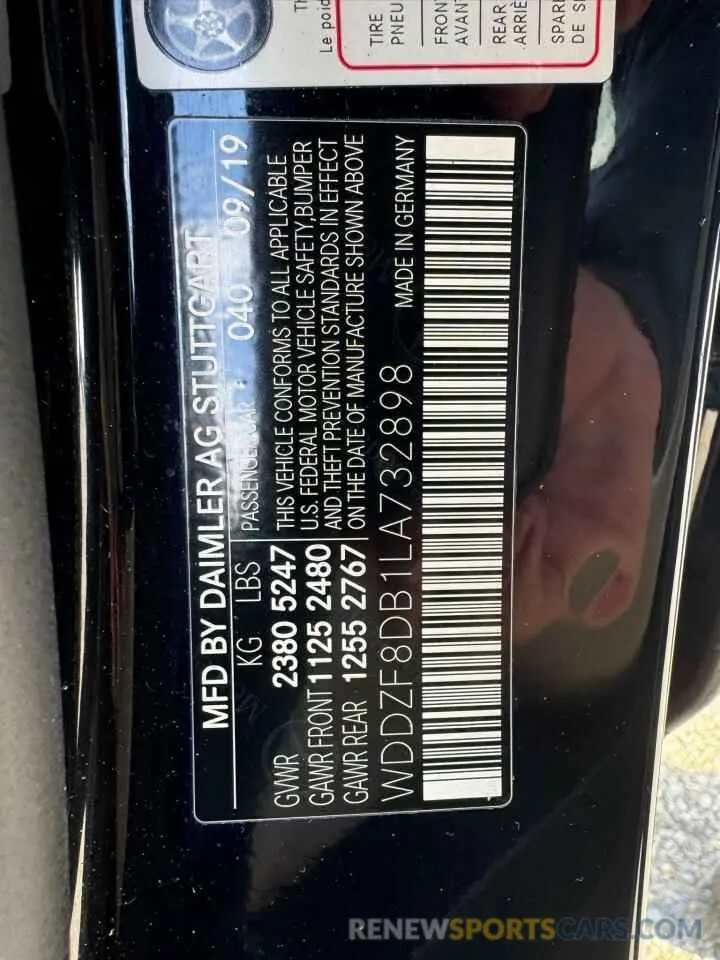 Le poid
TIRE
PNEU
FRONT
AVAN
REAR
ARRIÈ
SPAR
DE S
MFD BY DAIMLER AG STUTTGART
KG LBS PASSENGER CAR : 040 09/19
GVWR 2380 5247 THIS VEHICLE CONFORMS TO ALL APPLICABLE
U.S. FEDERAL MOTOR VEHICLE SAFETY,BUMPER
GAWR FRONT 1125 2480 AND THEFT PREVENTION STANDARDS IN EFFECT
GAWR REAR 1255 2767 ON THE DATE OF MANUFACTURE SHOWN ABOVE
WDDZF8DB1LA732898 MADE IN GERMANY
RENEWSPORTSCARS.COM